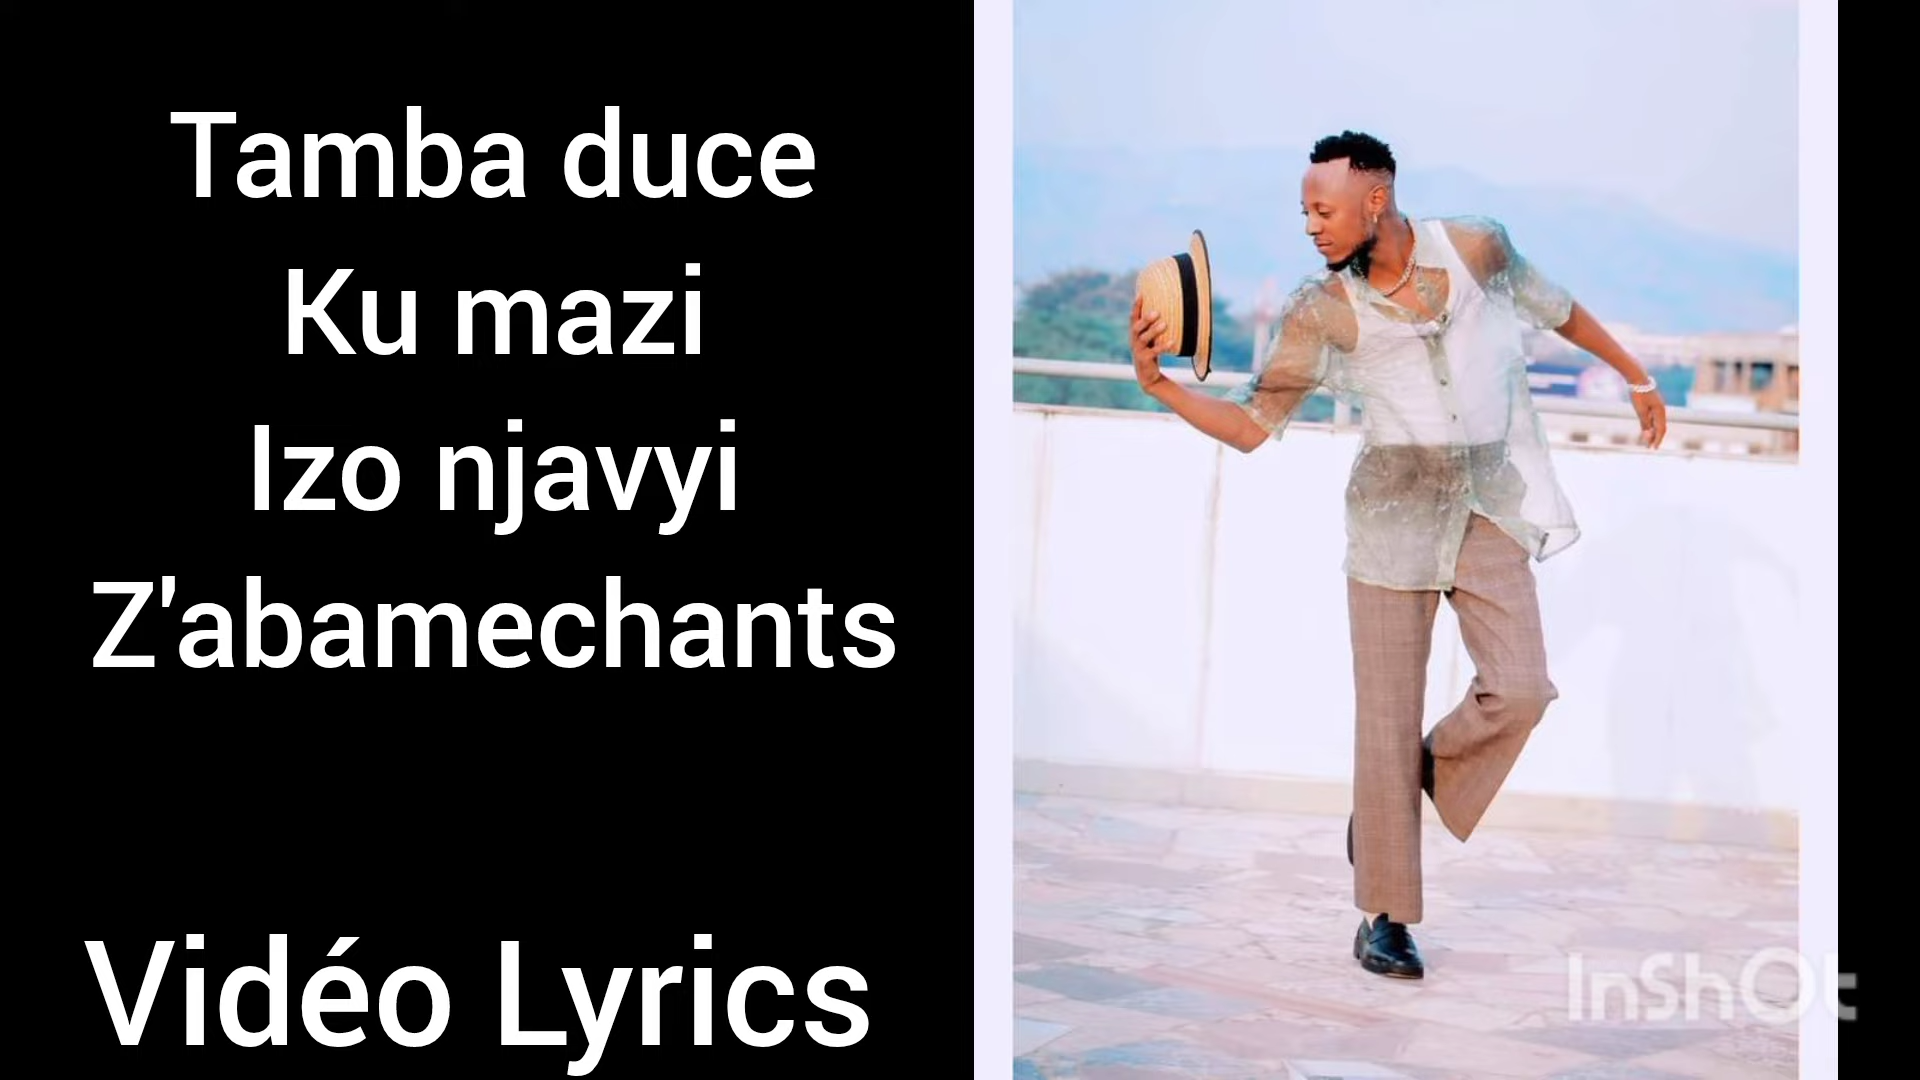 Tamba duce
Ku mazi
Izo njavyi
Z'abamechants
Vidéo Lyrics
InShOt